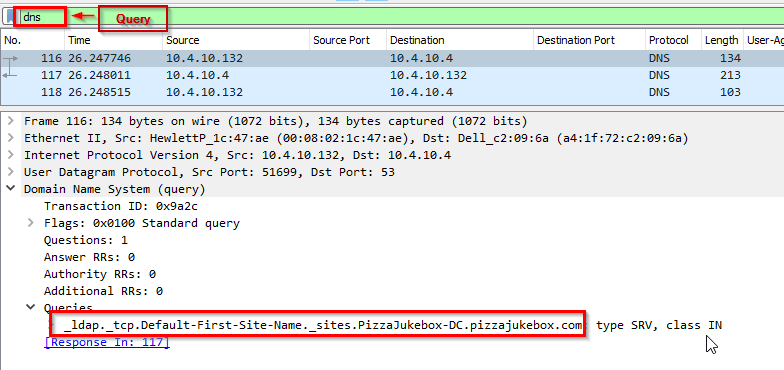 dns Query
No. Time Source Source Port Destination Destination Port Protocol Length User-Ag
116 26.247746 10.4.10.132 10.4.10.4 DNS 134
117 26.248011 10.4.10.4 10.4.10.132 DNS 213
118 26.248515 10.4.10.132 10.4.10.4 DNS 103
Frame 116: 134 bytes on wire (1072 bits), 134 bytes captured (1072 bits)
Ethernet II, Src: HewlettP_1c:47:ae (00:08:02:1c:47:ae), Dst: Dell_c2:09:6a (a4:1f:72:c2:09:6a)
Internet Protocol Version 4, Src: 10.4.10.132, Dst: 10.4.10.4
User Datagram Protocol, Src Port: 51699, Dst Port: 53
Domain Name System (query)
Transaction ID: 0x9a2c
Flags: 0x0100 Standard query
Questions: 1
Answer RRs: 0
Authority RRs: 0
Additional RRs: 0
Queries
_ldap._tcp.Default-First-Site-Name._sites.PizzaJukebox-DC.pizzajukebox.com: type SRV, class IN
[Response In: 117]